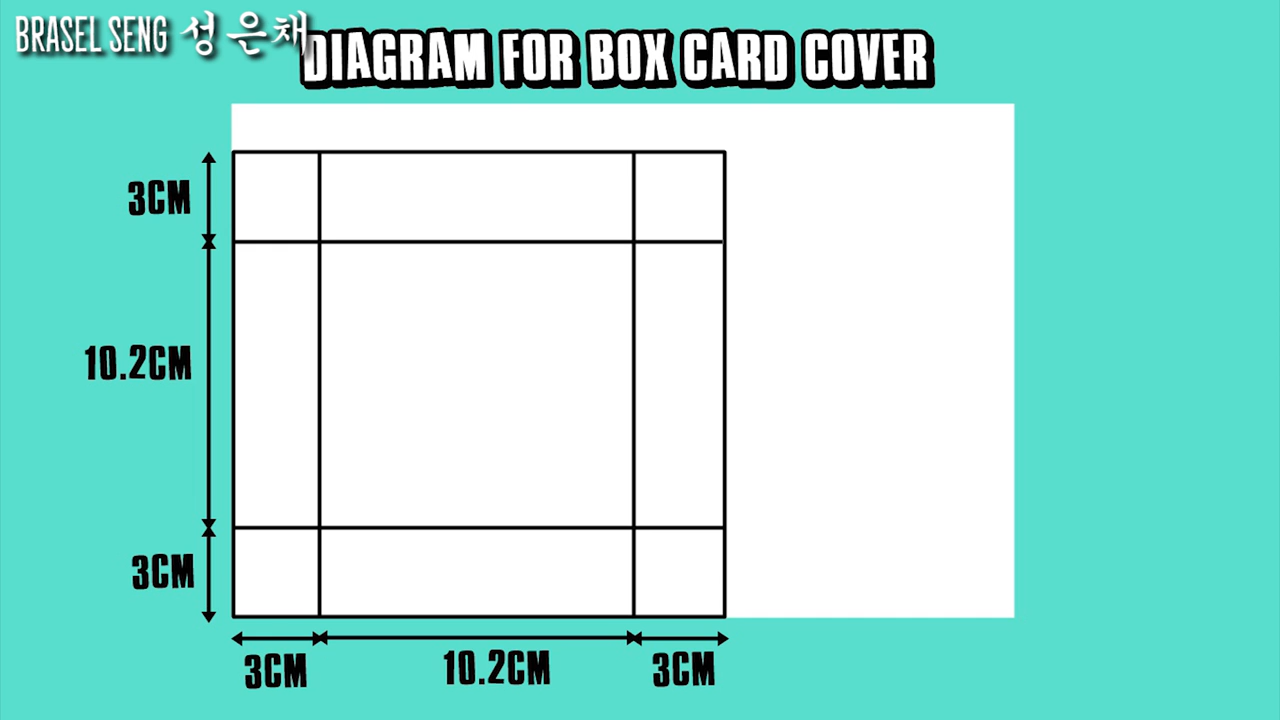 BRASEL SENG 성은채
DIAGRAM FOR BOX CARD COVER
3CM
10.2CM
3CM
3CM
10.2CM
3CM